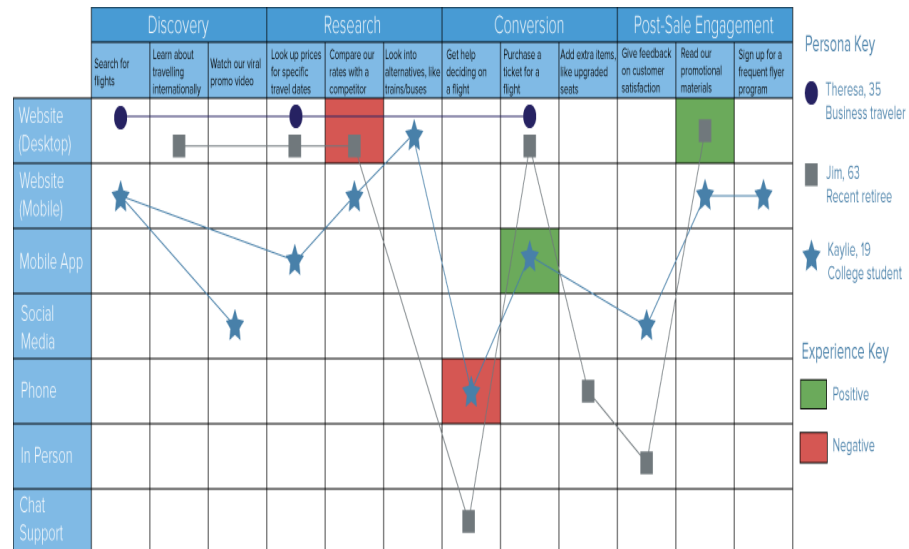 Discovery
Research
Conversion
Post-Sale Engagement
Search for
flights
Learn about
travelling
internationally
Watch our viral
promo video
Look up prices
for specific
travel dates
Compare our
rates with a
competitor
Look into
alternatives, like
trains/buses
Get help
deciding on
a flight
Purchase a
ticket for a
flight
Add extra items,
like upgraded
seats
Give feedback
on customer
satisfaction
Read our
promotional
materials
Sign up for a
frequent flyer
program
Website
(Desktop)
Website
(Mobile)
Mobile App
Social
Media
Phone
In Person
Chat
Support
Persona Key
Theresa, 35
Business traveler
Jim, 63
Recent retiree
Kaylie, 19
College student
Experience Key
Positive
Negative